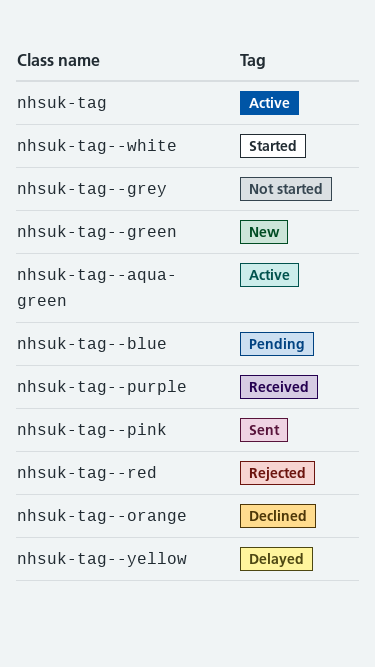 Class name Tag
nhsuk-tag Active
nhsuk-tag--white Started
nhsuk-tag--grey Not started
nhsuk-tag--green New
nhsuk-tag--aqua- Active
green
nhsuk-tag--blue Pending
nhsuk-tag--purple Received
nhsuk-tag--pink Sent
nhsuk-tag--red Rejected
nhsuk-tag--orange Declined
nhsuk-tag--yellow Delayed